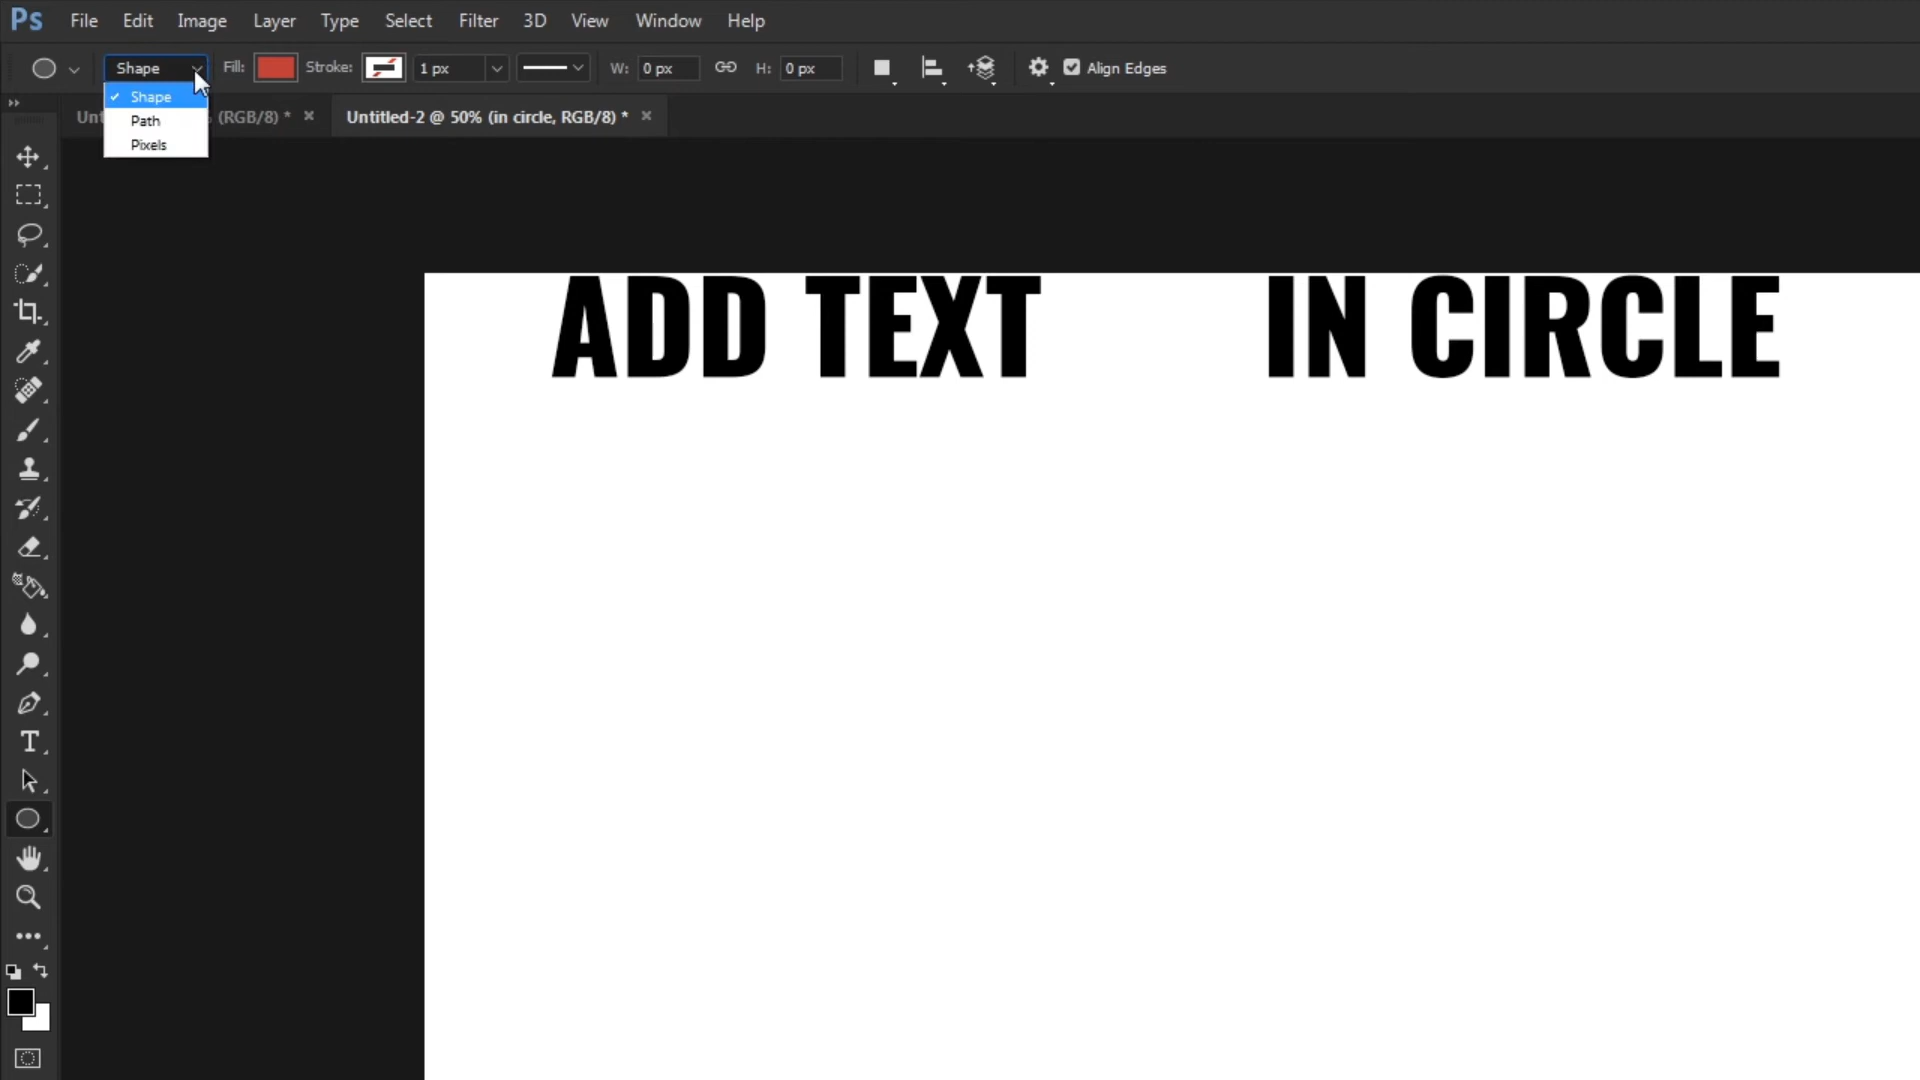 Ps File Edit Image Layer Type Select Filter 3D View Window Help
Shape Fill: Stroke: 1 px W: 0 px H: 0 px Align Edges
Shape
Path
Pixels
(RGB/8) * × Untitled-2 @ 50% (in circle, RGB/8) * ×
ADD TEXT IN CIRCLE
T